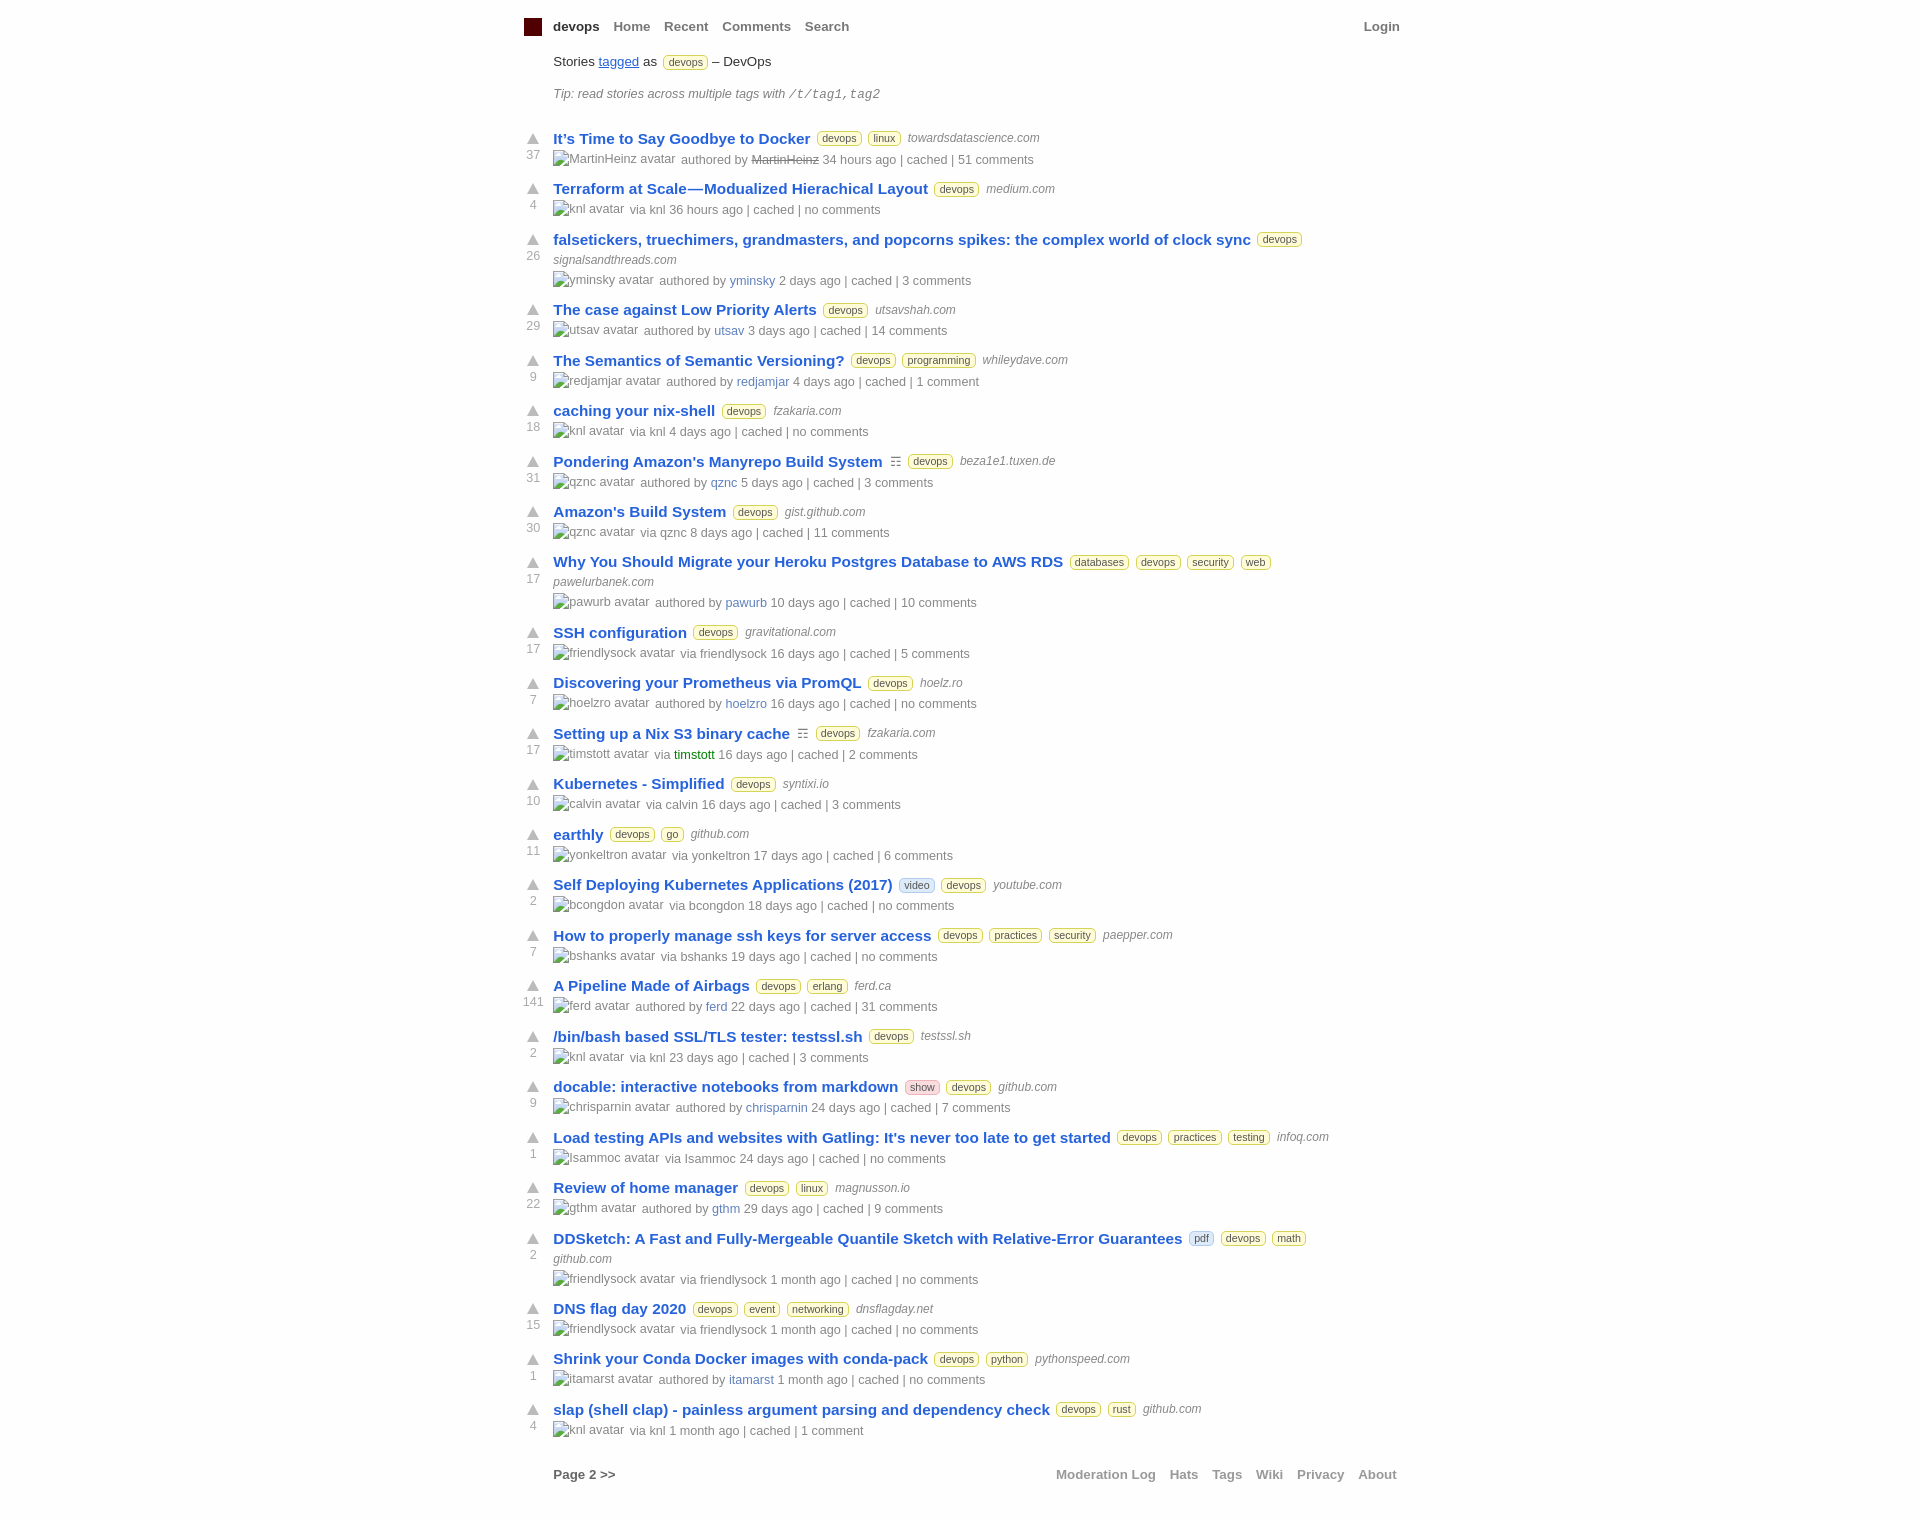 devops Home Recent Comments Search Login
Stories tagged as devops – DevOps
Tip: read stories across multiple tags with /t/tag1,tag2
It’s Time to Say Goodbye to Docker devops linux towardsdatascience.com
37
MartinHeinz avatar authored by MartinHeinz 34 hours ago | cached | 51 comments
Terraform at Scale — Modualized Hierachical Layout devops medium.com
4
knl avatar via knl 36 hours ago | cached | no comments
falsetickers, truechimers, grandmasters, and popcorns spikes: the complex world of clock sync devops
26
signalsandthreads.com
yminsky avatar authored by yminsky 2 days ago | cached | 3 comments
The case against Low Priority Alerts devops utsavshah.com
29
utsav avatar authored by utsav 3 days ago | cached | 14 comments
The Semantics of Semantic Versioning? devops programming whileydave.com
9
redjamjar avatar authored by redjamjar 4 days ago | cached | 1 comment
caching your nix-shell devops fzakaria.com
18
knl avatar via knl 4 days ago | cached | no comments
Pondering Amazon's Manyrepo Build System ☶ devops beza1e1.tuxen.de
31
qznc avatar authored by qznc 5 days ago | cached | 3 comments
Amazon's Build System devops gist.github.com
30
qznc avatar via qznc 8 days ago | cached | 11 comments
Why You Should Migrate your Heroku Postgres Database to AWS RDS databases devops security web
17
pawelurbanek.com
pawurb avatar authored by pawurb 10 days ago | cached | 10 comments
SSH configuration devops gravitational.com
17
friendlysock avatar via friendlysock 16 days ago | cached | 5 comments
Discovering your Prometheus via PromQL devops hoelz.ro
7
hoelzro avatar authored by hoelzro 16 days ago | cached | no comments
Setting up a Nix S3 binary cache ☶ devops fzakaria.com
17
timstott avatar via timstott 16 days ago | cached | 2 comments
Kubernetes - Simplified devops syntixi.io
10
calvin avatar via calvin 16 days ago | cached | 3 comments
earthly devops go github.com
11
yonkeltron avatar via yonkeltron 17 days ago | cached | 6 comments
Self Deploying Kubernetes Applications (2017) video devops youtube.com
2
bcongdon avatar via bcongdon 18 days ago | cached | no comments
How to properly manage ssh keys for server access devops practices security paepper.com
7
bshanks avatar via bshanks 19 days ago | cached | no comments
A Pipeline Made of Airbags devops erlang ferd.ca
141
ferd avatar authored by ferd 22 days ago | cached | 31 comments
/bin/bash based SSL/TLS tester: testssl.sh devops testssl.sh
2
knl avatar via knl 23 days ago | cached | 3 comments
docable: interactive notebooks from markdown show devops github.com
9
chrisparnin avatar authored by chrisparnin 24 days ago | cached | 7 comments
Load testing APIs and websites with Gatling: It's never too late to get started devops practices testing infoq.com
1
Isammoc avatar via Isammoc 24 days ago | cached | no comments
Review of home manager devops linux magnusson.io
22
gthm avatar authored by gthm 29 days ago | cached | 9 comments
DDSketch: A Fast and Fully-Mergeable Quantile Sketch with Relative-Error Guarantees pdf devops math
2
github.com
friendlysock avatar via friendlysock 1 month ago | cached | no comments
DNS flag day 2020 devops event networking dnsflagday.net
15
friendlysock avatar via friendlysock 1 month ago | cached | no comments
Shrink your Conda Docker images with conda-pack devops python pythonspeed.com
1
itamarst avatar authored by itamarst 1 month ago | cached | no comments
slap (shell clap) - painless argument parsing and dependency check devops rust github.com
4
knl avatar via knl 1 month ago | cached | 1 comment
Page 2 >> Moderation Log Hats Tags Wiki Privacy About